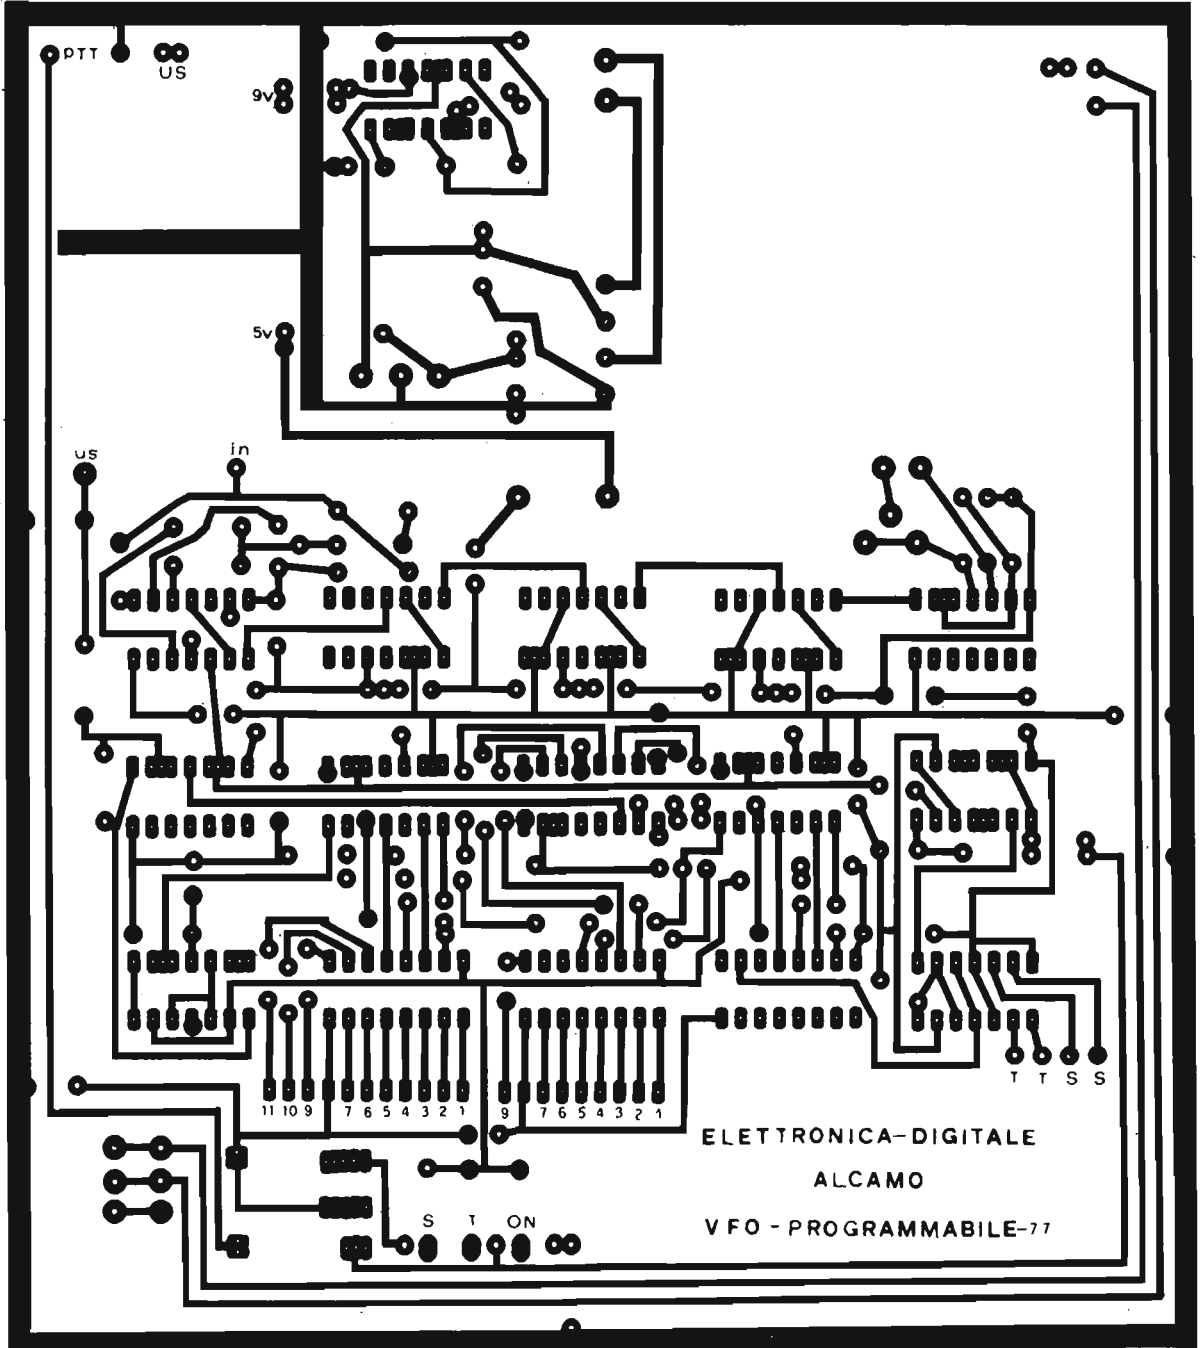 PTT
US
9v
5v
us
in
T T S S
11 10 9 7 6 5 4 3 2 1
9 7 6 5 4 3 2 1
ELETTRONICA-DIGITALE
ALCAMO
VFO - PROGRAMMABILE-77
S T ON